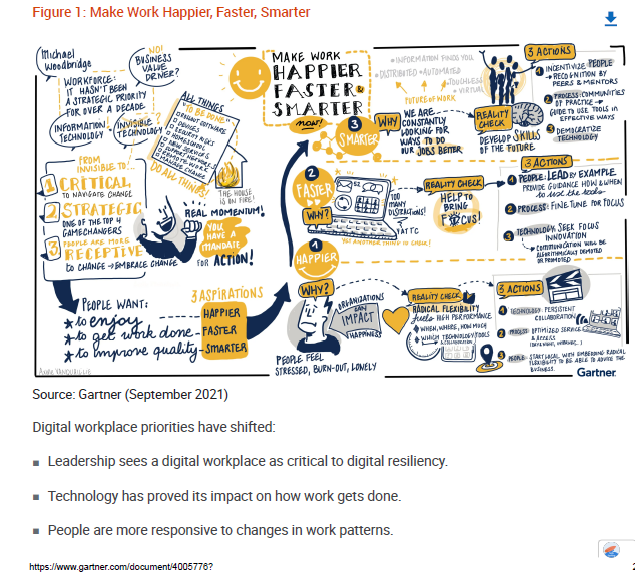 Figure 1: Make Work Happier, Faster, Smarter
Michael
Woodbridge
NO!
BUSINESS
VALUE
DRIVER?
WORKFORCE:
IT HASN'T BEEN
A STRATEGIC PRIORITY
FOR OVER A DECADE
INFORMATION
TECHNOLOGY
INVISIBLE
TECHNOLOGY
ALL THINGS
"TO BE DONE"
DO ALL THINGS!
THE HOUSE
IS ON FIRE!
FROM
INVISIBLE TO...
1 CRITICAL
TO NAVIGATE CHANGE
2 STRATEGIC
ONE OF THE TOP 4
GAMECHANGERS
3 PEOPLE ARE MORE
RECEPTIVE
to CHANGE → EMBRACE CHANGE
REAL MOMENTUM!
YOU
HAVE A
MANDATE
FOR ACTION!
PEOPLE WANT:
★ to enjoy
★ to get work done - FASTER
★ to improve quality - SMARTER
3 ASPIRATIONS
HAPPIER
MAKE WORK
HAPPIER
FASTER &
SMARTER
now!
• INFORMATION FINDS YOU
• DISTRIBUTED • AUTOMATED
• TOUCHLESS
• VIRTUAL
FUTURE OF WORK
3
SMARTER
WHY
WE ARE
CONSTANTLY
LOOKING FOR
WAYS TO DO
OUR JOBS BETTER
REALITY
CHECK
DEVELOP SKILLS
OF THE FUTURE
3 ACTIONS
1 INCENTIVIZE PEOPLE
→ RECOGNITION BY
PEERS & MENTORS
2 PROCESS: COMMUNITIES
OF PRACTICE →
GUIDE TO USE TOOLS IN
EFFECTIVE WAYS
3 DEMOCRATIZE
TECHNOLOGY
2
FASTER
WHY?
TOO
MANY
DISTRACTIONS!
YET ANOTHER THING TO CHECK!
REALITY CHECK
HELP TO
BRING
FOCUS!
3 ACTIONS
1 PEOPLE: LEAD BY EXAMPLE
PROVIDE GUIDANCE HOW & WHEN
to use the tools
2 PROCESS: FINE TUNE FOR FOCUS
3 TECHNOLOGY: SEEK FOCUS
INNOVATION
→ COMMUNICATION WILL BE
ALGORITHMICALLY DEMOTED
OR PROMOTED
1
HAPPIER
WHY?
PEOPLE FEEL
STRESSED, BURN-OUT, LONELY
ORGANIZATIONS
CAN
IMPACT
HAPPINESS
REALITY CHECK
RADICAL FLEXIBILITY
fuels HIGH PERFORMANCE
◆ WHEN, WHERE, HOW MUCH
◆ WHICH TECHNOLOGY/TOOLS
& COLLABORATION
3 ACTIONS
1 TECHNOLOGY: PERSISTENT
COLLABORATION
2 PROCESS: OPTIMIZED SERVICE
& ACCESS
3 PEOPLE: START LOCAL WITH EMBEDDING RADICAL
FLEXIBILITY TO BE ABLE TO ADVISE THE
BUSINESS.
Gartner
Source: Gartner (September 2021)
Digital workplace priorities have shifted:
■ Leadership sees a digital workplace as critical to digital resiliency.
■ Technology has proved its impact on how work gets done.
■ People are more responsive to changes in work patterns.
https://www.gartner.com/document/4005776?